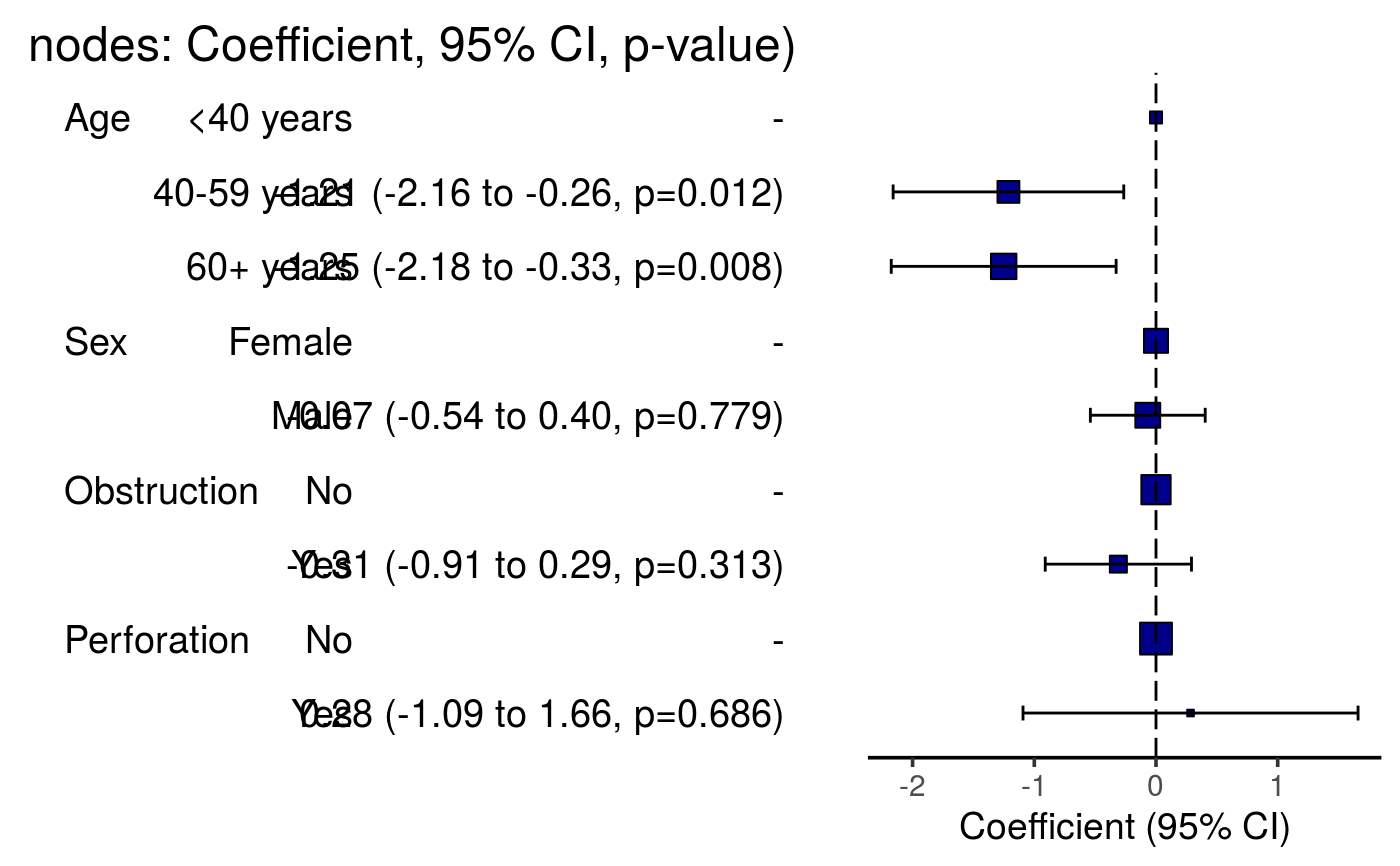 nodes: Coefficient, 95% CI, p-value)
Age <40 years -
40-59 years -1.21 (-2.16 to -0.26, p=0.012)
60+ years -1.25 (-2.18 to -0.33, p=0.008)
Sex Female -
Male -0.07 (-0.54 to 0.40, p=0.779)
Obstruction No -
Yes -0.31 (-0.91 to 0.29, p=0.313)
Perforation No -
Yes 0.28 (-1.09 to 1.66, p=0.686)
-2 -1 0 1
Coefficient (95% CI)